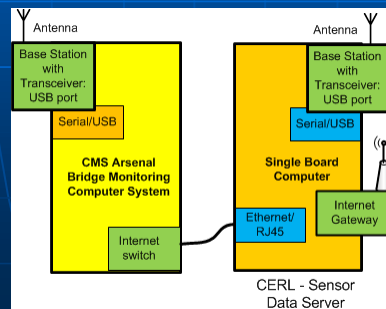 Antenna
Base Station
with
Transceiver:
USB port
Serial/USB
CMS Arsenal
Bridge Monitoring
Computer System
Internet
switch
Antenna
Base Station
with
Transceiver:
USB port
Serial/USB
Single Board
Computer
Internet
Gateway
Ethernet/
RJ45
CERL - Sensor
Data Server